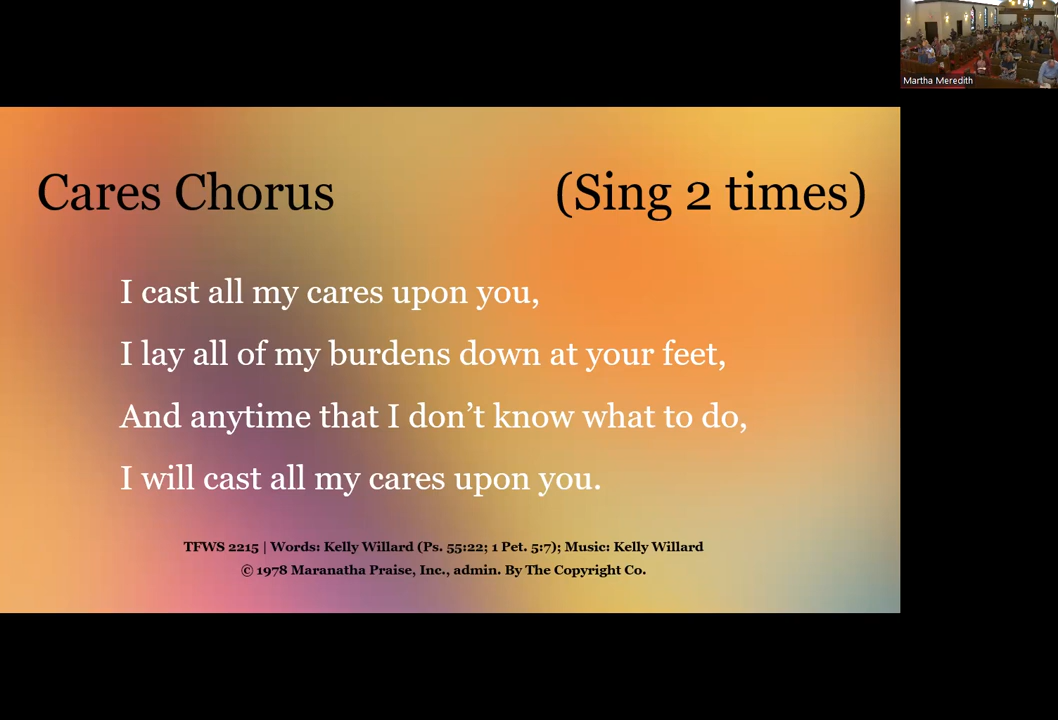 Martha Meredith
Cares Chorus (Sing 2 times)
I cast all my cares upon you,
I lay all of my burdens down at your feet,
And anytime that I don’t know what to do,
I will cast all my cares upon you.
TFWS 2215 | Words: Kelly Willard (Ps. 55:22; 1 Pet. 5:7); Music: Kelly Willard
© 1978 Maranatha Praise, Inc., admin. By The Copyright Co.